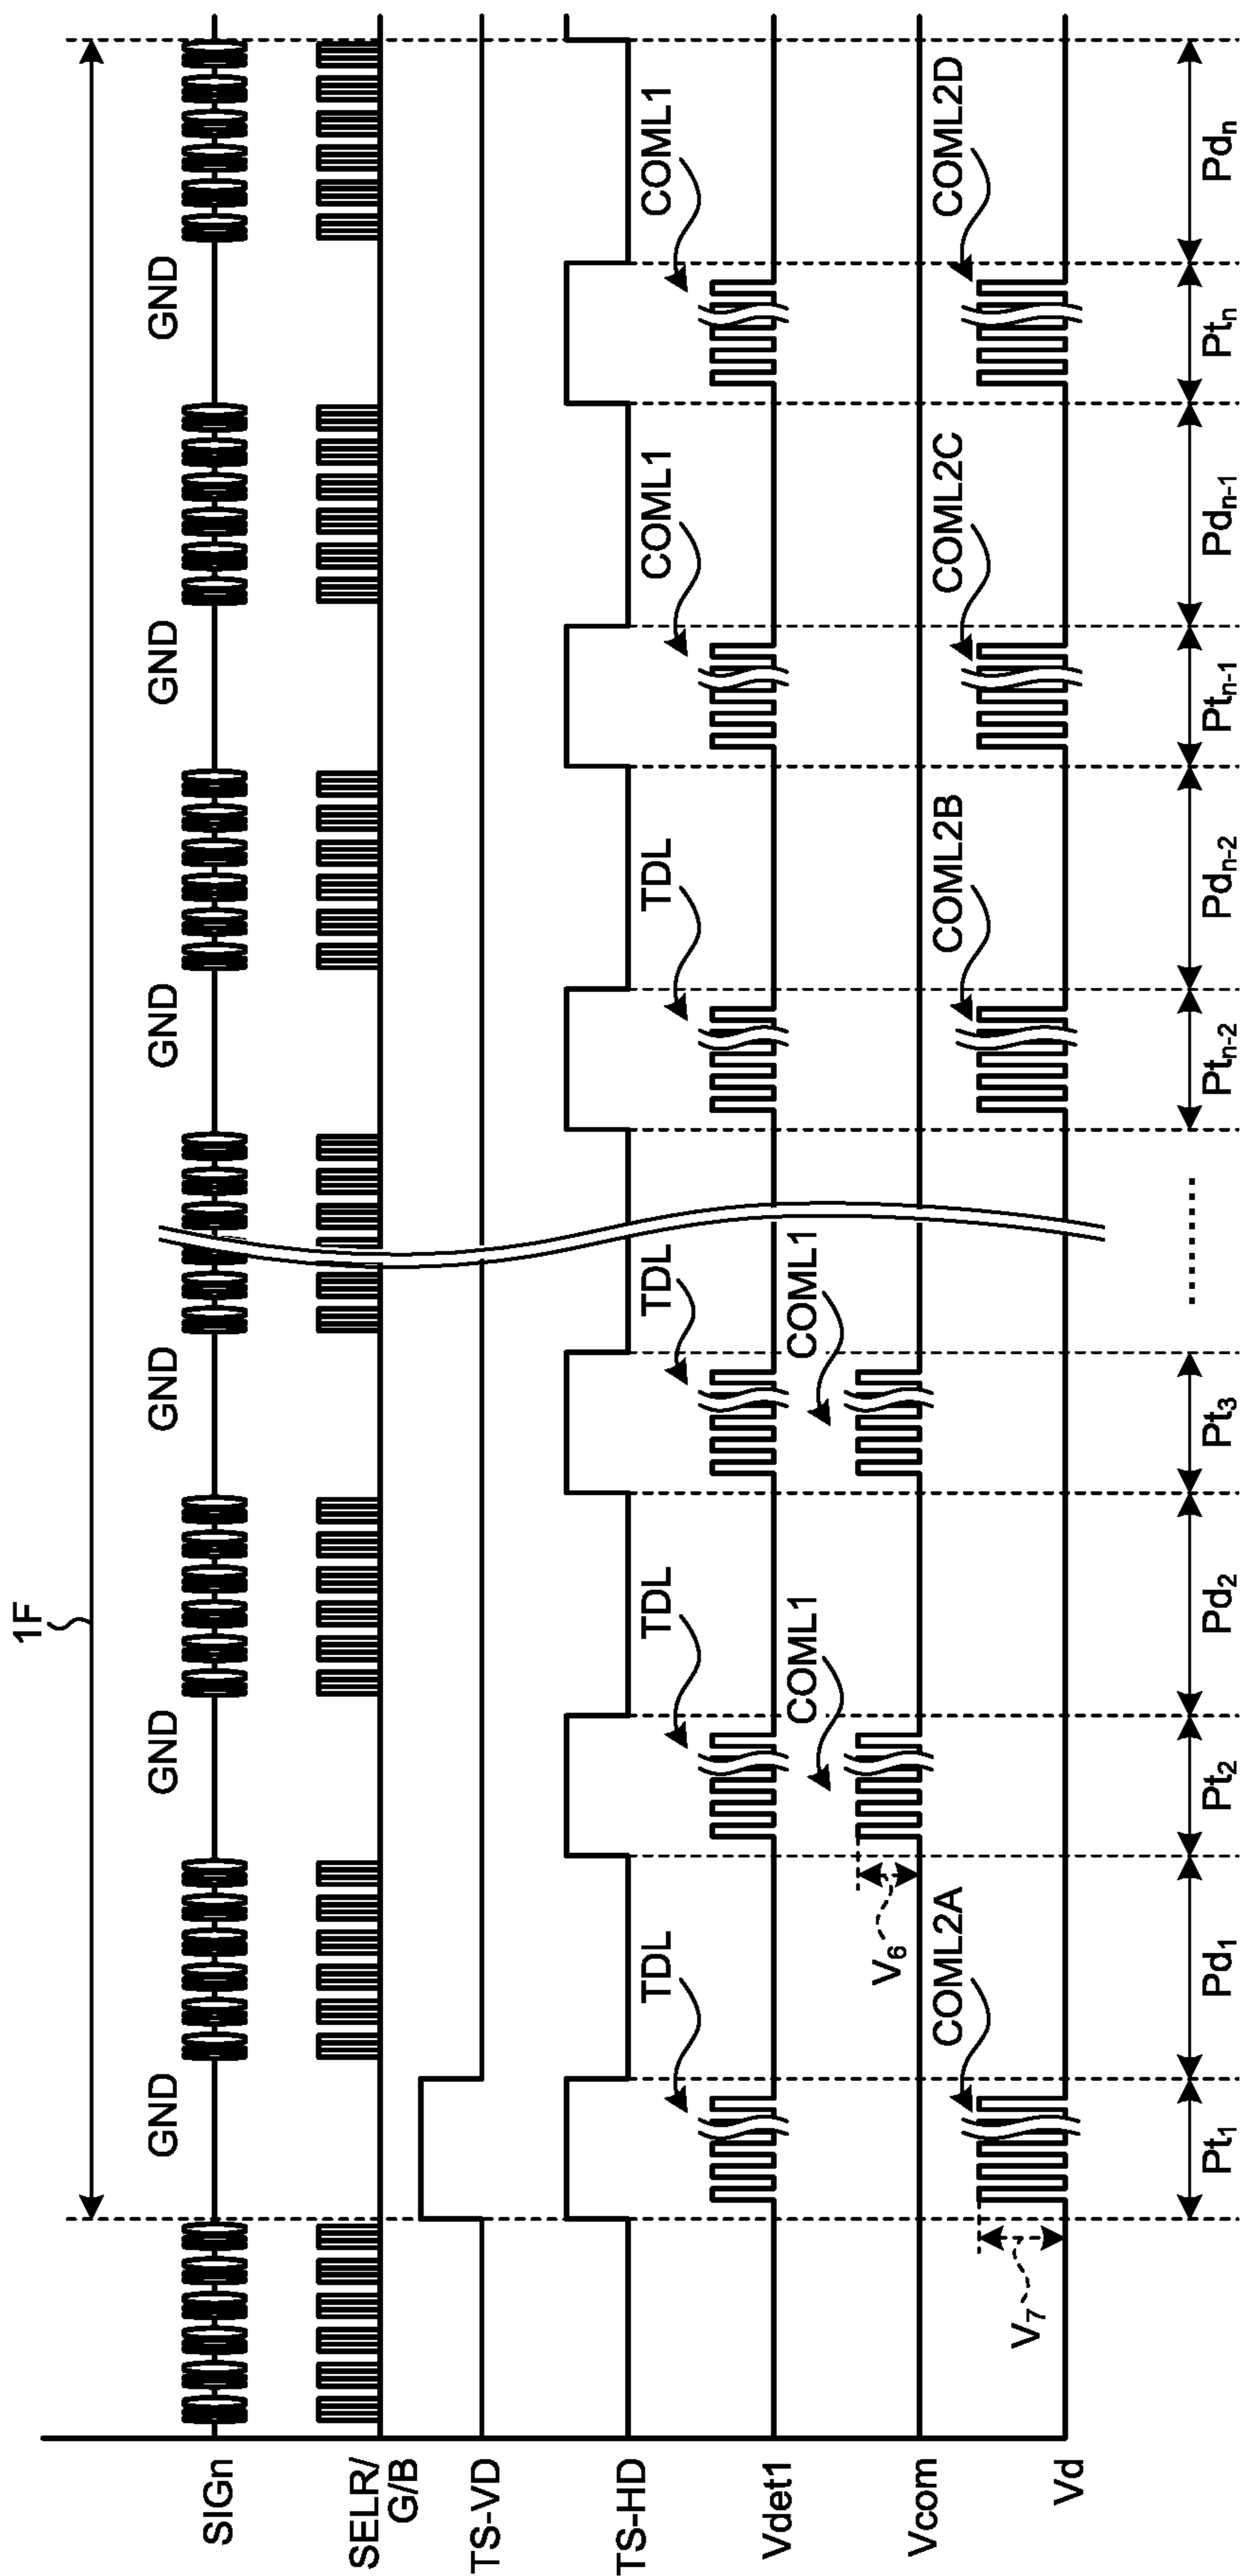 1F
SIGn
GND
GND
GND
GND
GND
GND
SELR/
G/B
TS-VD
TS-HD
TDL
TDL
TDL
TDL
COML1
COML1
Vdet1
COML1
COML1
V6
Vcom
COML2A
COML2B
COML2C
COML2D
V7
Vd
Pt1
Pd1
Pt2
Pd2
Pt3
........
Ptn-2
Pdn-2
Ptn-1
Pdn-1
Ptn
Pdn